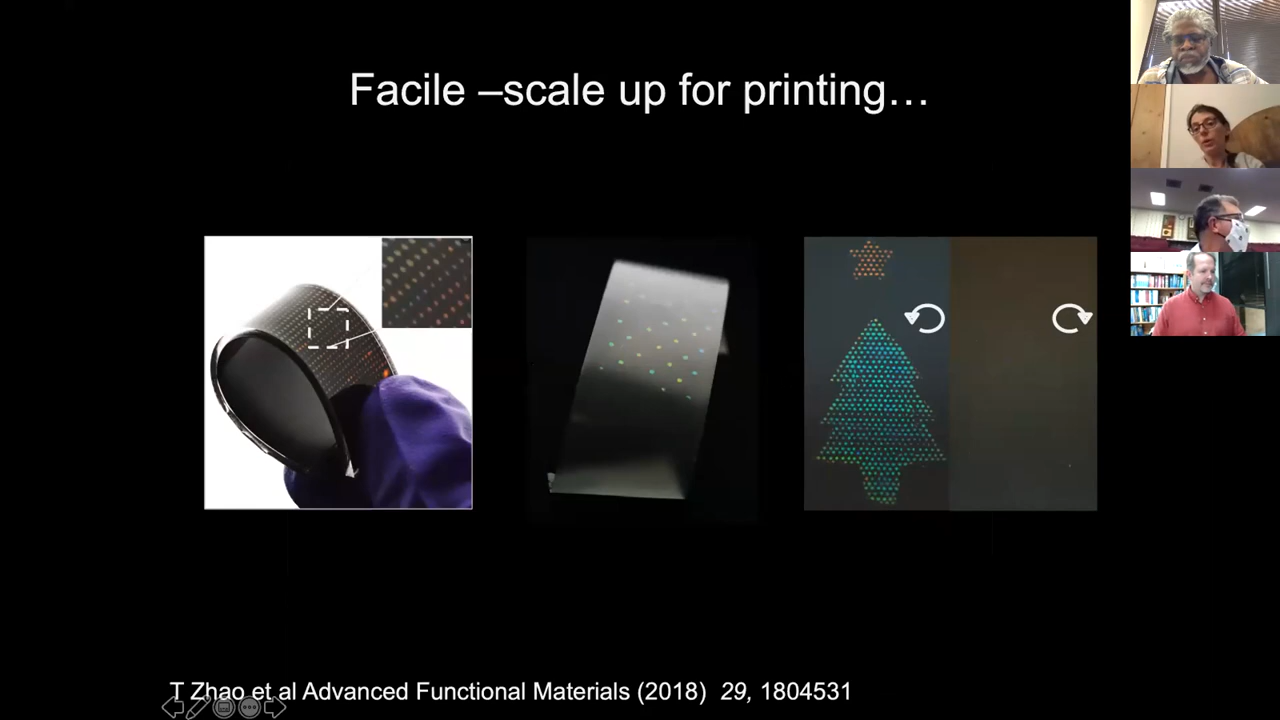 Facile –scale up for printing…
T Zhao et al Advanced Functional Materials (2018) 29, 1804531